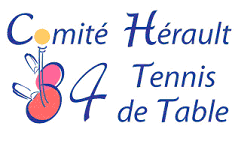 Comité Hérault
34 Tennis
de Table